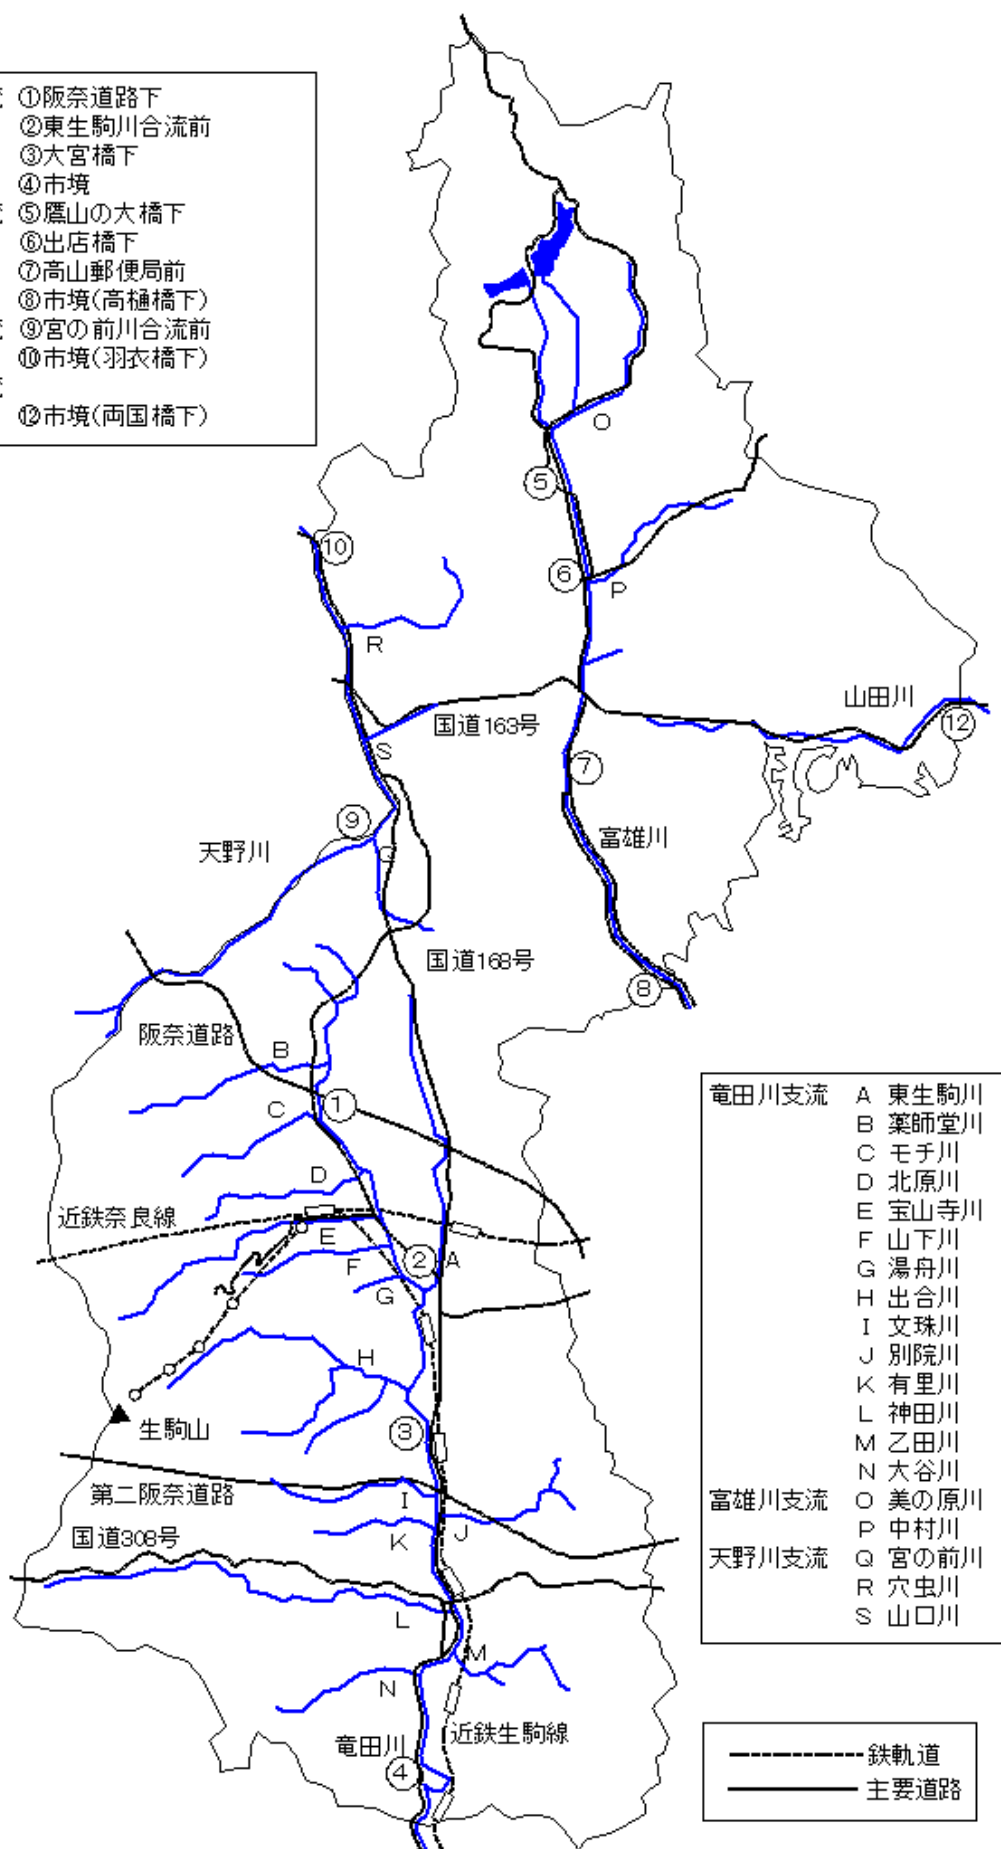 ①阪奈道路下
②東生駒川合流前
③大宮橋下
④市境
⑤鷹山の大橋下
⑥出店橋下
⑦高山郵便局前
⑧市境(高樋橋下)
⑨宮の前川合流前
⑩市境(羽衣橋下)
⑫市境(両国橋下)
O
⑤
⑩
⑥
P
R
山田川
国道163号
⑫
S
⑦
⑨
富雄川
天野川
Q
国道168号
⑧
阪奈道路
B
①
C
D
近鉄奈良線
E
②
A
F
G
H
生駒山
③
第二阪奈道路
I
国道308号
J
K
L
M
N
近鉄生駒線
竜田川
④
竜田川支流 A 東生駒川
B 薬師堂川
C モチ川
D 北原川
E 宝山寺川
F 山下川
G 湯舟川
H 出合川
I 文珠川
J 別院川
K 有里川
L 神田川
M 乙田川
N 大谷川
富雄川支流 O 美の原川
P 中村川
天野川支流 Q 宮の前川
R 穴虫川
S 山口川
鉄軌道
主要道路